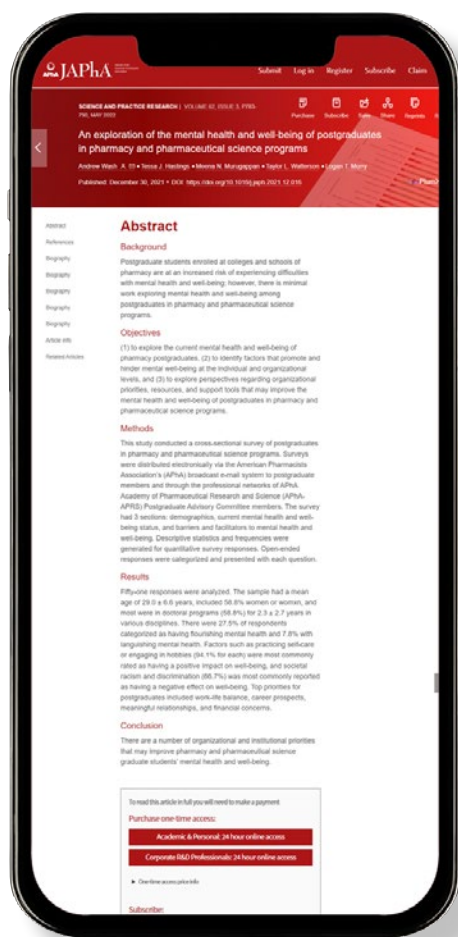 APhA JAPhA
Submit Log in Register Subscribe Claim
SCIENCE AND PRACTICE RESEARCH | VOLUME 62, ISSUE 3, P780-
790, MAY 2022
Purchase Subscribe Save Share Reprints
An exploration of the mental health and well-being of postgraduates
in pharmacy and pharmaceutical science programs
Andrew Wash • Tessa J. Hastings • Meena N. Murugappan • Taylor L. Watterson • Logan T. Murry
Published: December 30, 2021 • DOI: https://doi.org/10.1016/j.japh.2021.12.016
Abstract
References
Biography
Biography
Biography
Biography
Biography
Article info
Related Articles
Abstract
Background
Postgraduate students enrolled at colleges and schools of
pharmacy are at an increased risk of experiencing difficulties
with mental health and well-being; however, there is minimal
work exploring mental health and well-being among
postgraduates in pharmacy and pharmaceutical science
programs.
Objectives
(1) to explore the current mental health and well-being of
pharmacy postgraduates, (2) to identify factors that promote and
hinder mental well-being at the individual and organizational
levels, and (3) to explore perspectives regarding organizational
priorities, resources, and support tools that may improve the
mental health and well-being of postgraduates in pharmacy and
pharmaceutical science programs.
Methods
This study conducted a cross-sectional survey of postgraduates
in pharmacy and pharmaceutical science programs. Surveys
were distributed electronically via the American Pharmacists
Association's (APhA) broadcast e-mail system to postgraduate
members and through the professional networks of APhA
Academy of Pharmaceutical Research and Science (APhA-
APRS) Postgraduate Advisory Committee members. The survey
had 3 sections: demographics, current mental health and well-
being status, and barriers and facilitators to mental health and
well-being. Descriptive statistics and frequencies were
generated for quantitative survey responses. Open-ended
responses were categorized and presented with each question.
Results
Fifty-one responses were analyzed. The sample had a mean
age of 29.0 ± 6.6 years, included 58.8% women or womxn, and
most were in doctoral programs (58.8%) for 2.3 ± 2.7 years in
various disciplines. There were 27.5% of respondents
categorized as having flourishing mental health and 7.8% with
languishing mental health. Factors such as practicing self-care
or engaging in hobbies (94.1% for each) were most commonly
rated as having a positive impact on well-being, and societal
racism and discrimination (66.7%) was most commonly reported
as having a negative effect on well-being. Top priorities for
postgraduates included work-life balance, career prospects,
meaningful relationships, and financial concerns.
Conclusion
There are a number of organizational and institutional priorities
that may improve pharmacy and pharmaceutical science
graduate students' mental health and well-being.
To read this article in full you will need to make a payment
Purchase one-time access:
Academic & Personal: 24 hour online access
Corporate R&D Professionals: 24 hour online access
One-time access price info
Subscribe: